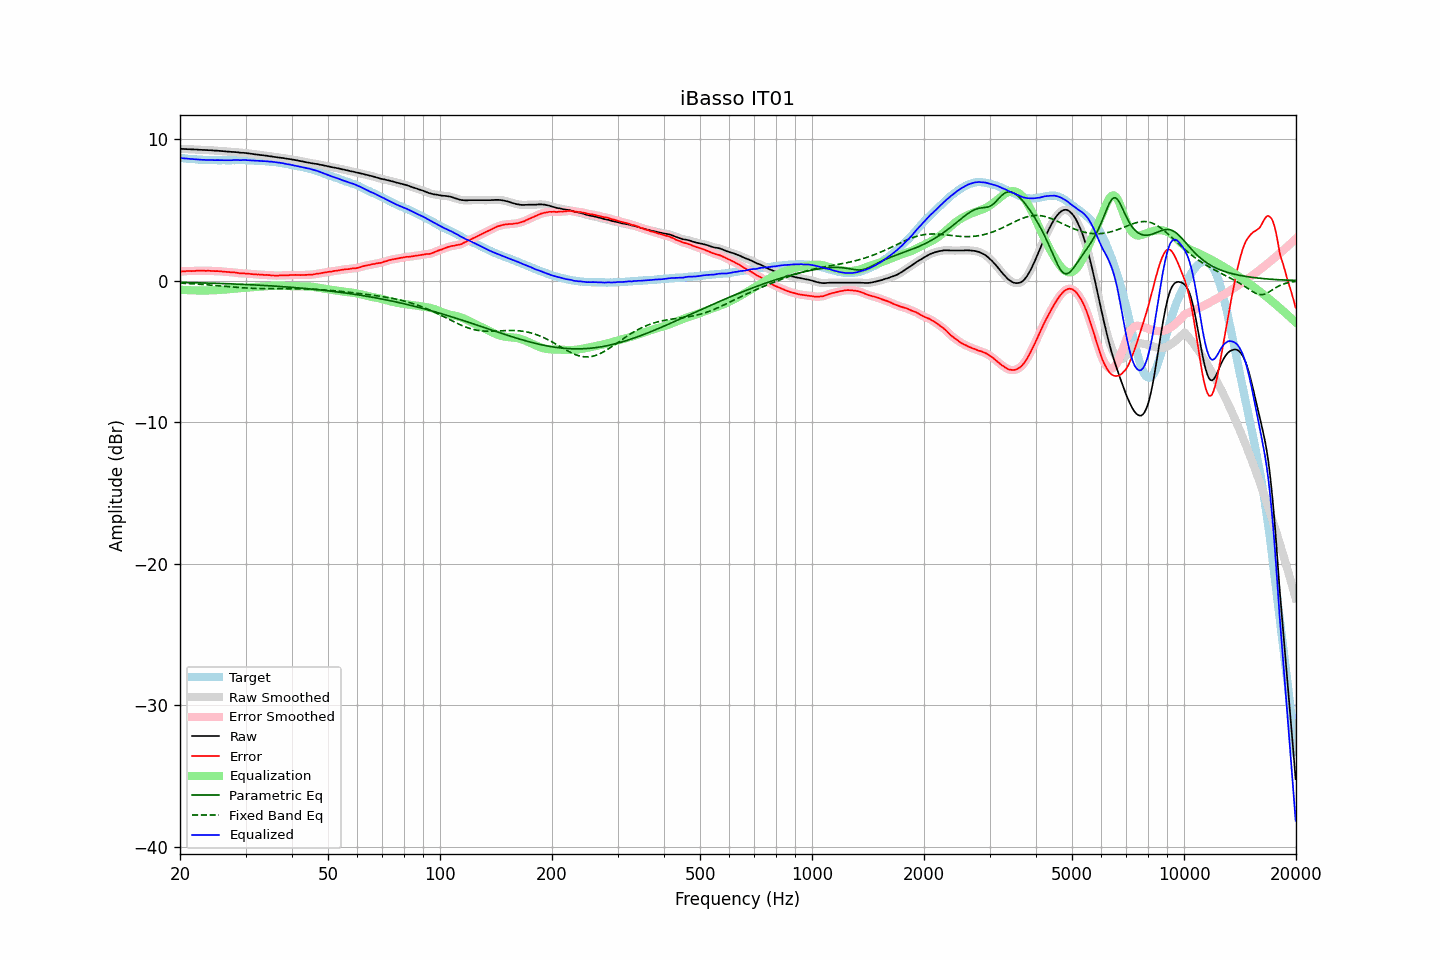 iBasso IT01
Amplitude (dBr)
10
0
−10
−20
−30
−40
Target
Raw Smoothed
Error Smoothed
Raw
Error
Equalization
Parametric Eq
Fixed Band Eq
Equalized
20 50 100 200 500 1000 2000 5000 10000 20000
Frequency (Hz)